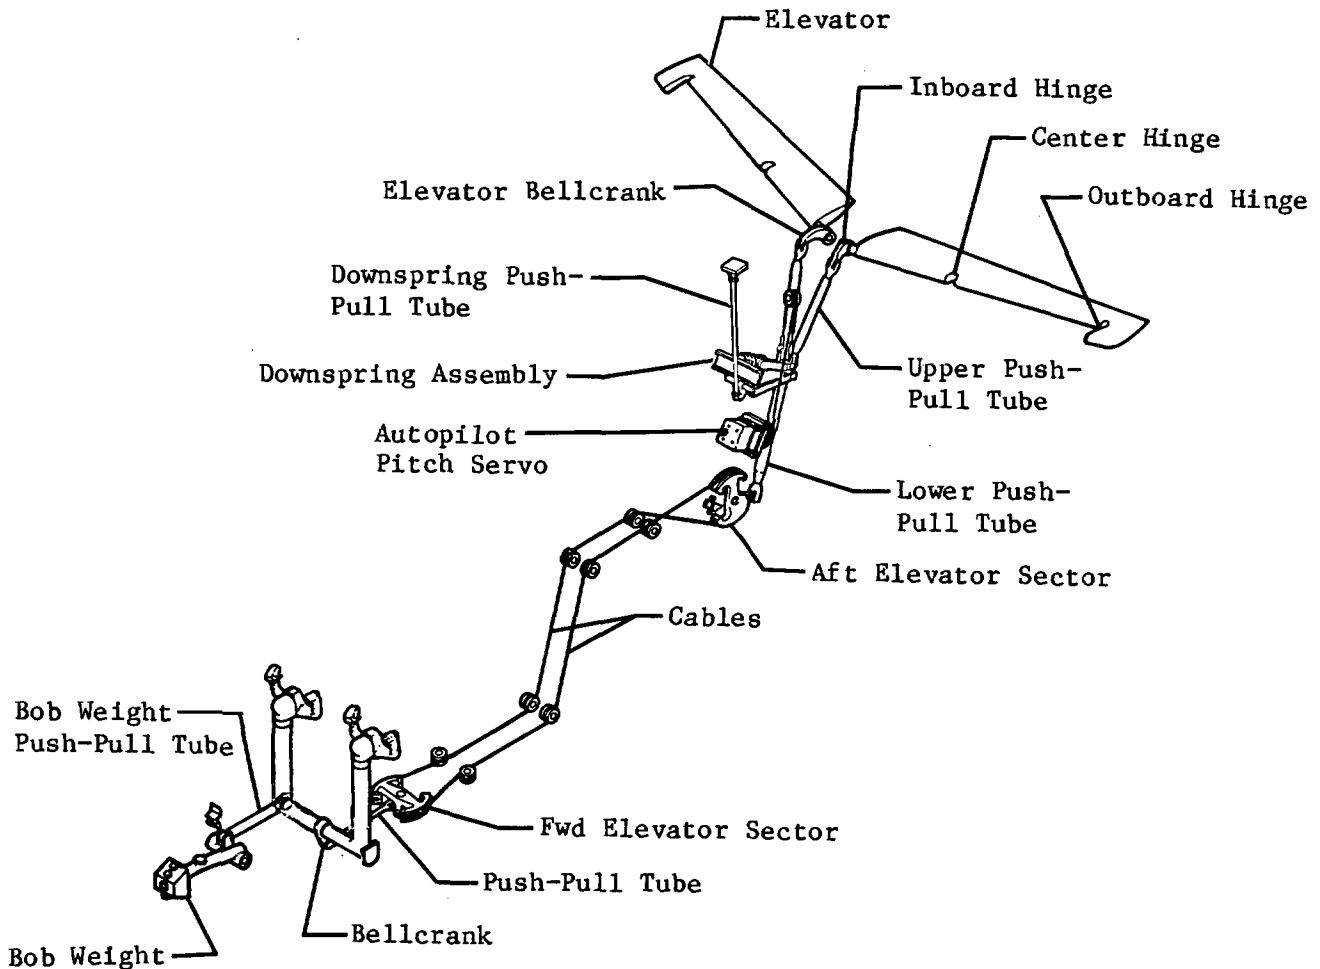 Elevator
Inboard Hinge
Center Hinge
Elevator Bellcrank
Outboard Hinge
Downspring Push-
Pull Tube
Downspring Assembly
Upper Push-
Pull Tube
Autopilot
Pitch Servo
Lower Push-
Pull Tube
Aft Elevator Sector
Cables
Bob Weight
Push-Pull Tube
Fwd Elevator Sector
Push-Pull Tube
Bellcrank
Bob Weight